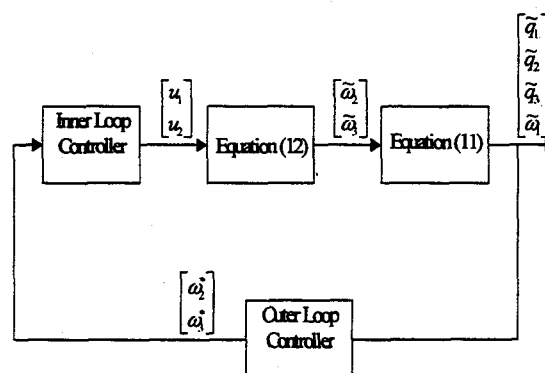 q̃₁
q̃₂
q̃₃
ω̃₁
u₁
u₂
ω̃₂
ω̃₃
Inner Loop
Controller
Equation (12)
Equation (11)
ω₂*
ω₃*
Outer Loop
Controller